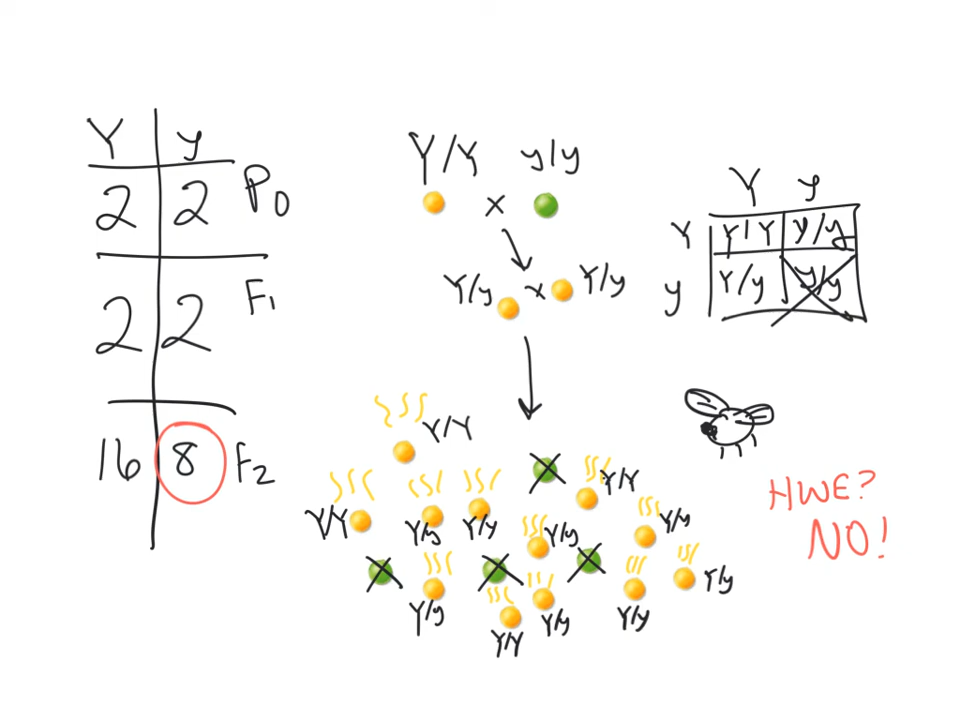 Y y
2 2 P0
2 2 F1
16 8 F2
Y/Y y/y
x
Y/y x Y/y
Y y
Y Y/Y Y/y
y Y/y y/y
Y/Y
Y/Y
Y/Y Y/y Y/y Y/y Y/y
Y/y Y/y Y/y Y/y
Y/Y
HWE?
NO!